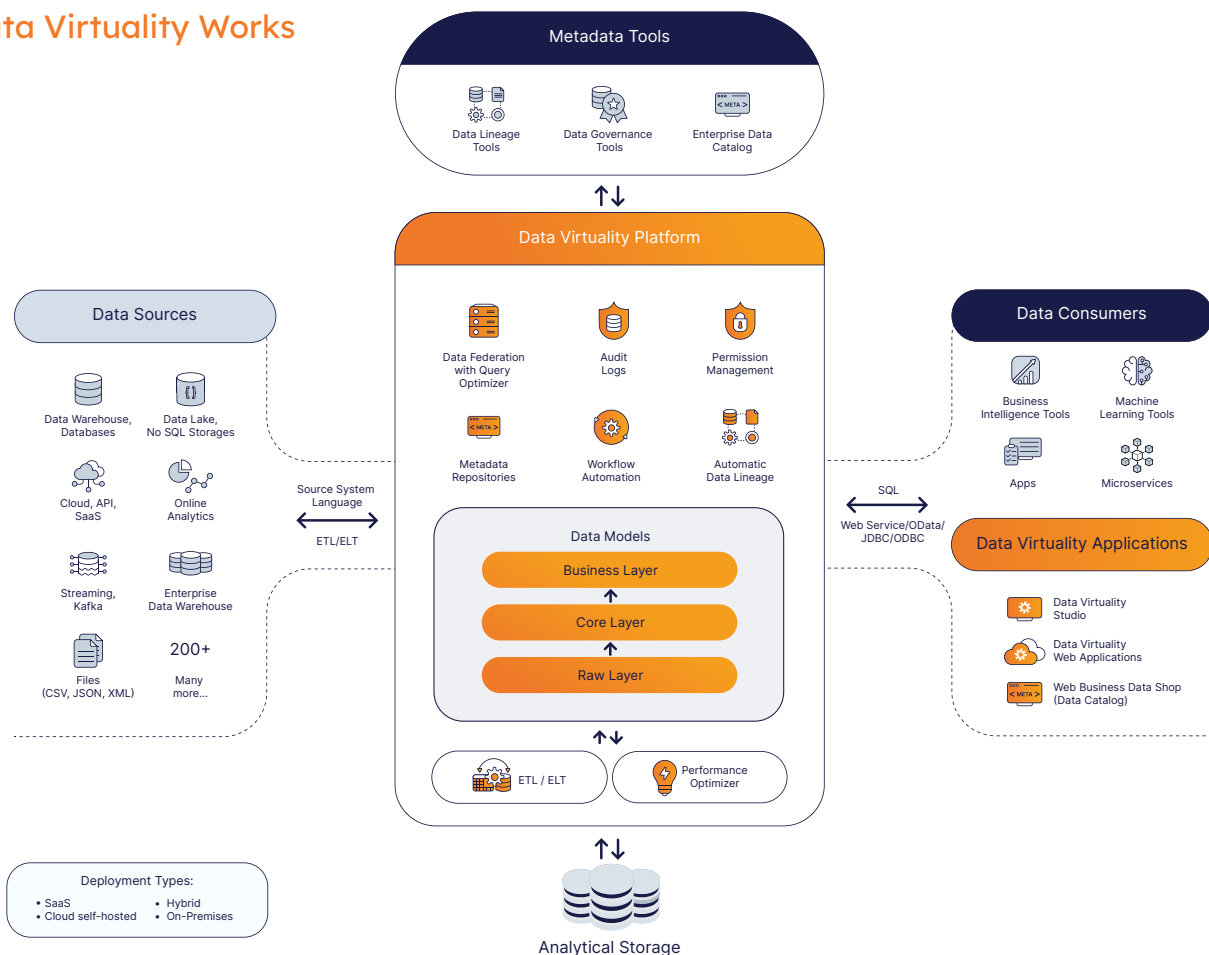 ta Virtuality Works
Metadata Tools
Data Lineage
Tools
Data Governance
Tools
< META >
Enterprise Data
Catalog
Data Virtuality Platform
Data Federation
with Query
Optimizer
Audit
Logs
Permission
Management
< META >
Metadata
Repositories
Workflow
Automation
Automatic
Data Lineage
Data Models
Business Layer
Core Layer
Raw Layer
ETL / ELT
Performance
Optimizer
Data Sources
Data Warehouse,
Databases
{}
Data Lake,
No SQL Storages
Cloud, API,
SaaS
Online
Analytics
Streaming,
Kafka
Enterprise
Data Warehouse
Files
(CSV, JSON, XML)
200+
Many
more...
Source System
Language
ETL/ELT
SQL
Web Service/OData/
JDBC/ODBC
Data Consumers
Business
Intelligence Tools
Machine
Learning Tools
Apps
Microservices
Data Virtuality Applications
Data Virtuality
Studio
Data Virtuality
Web Applications
< META >
Web Business Data Shop
(Data Catalog)
Deployment Types:
• SaaS
• Cloud self-hosted
• Hybrid
• On-Premises
Analytical Storage